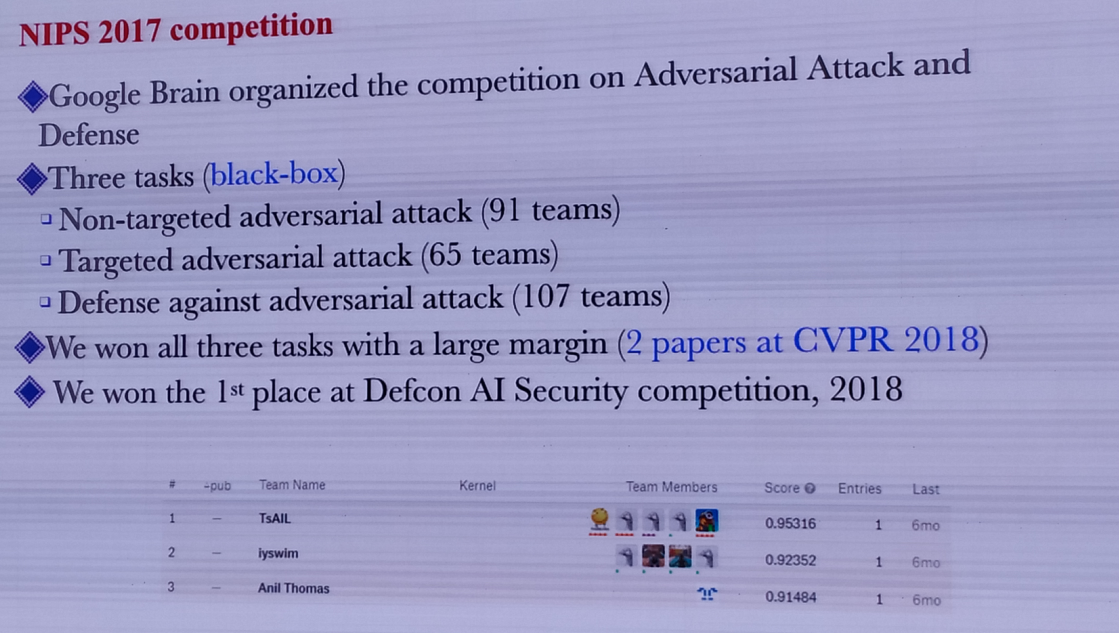 NIPS 2017 competition
Google Brain organized the competition on Adversarial Attack and
Defense
Three tasks (black-box)
Non-targeted adversarial attack (91 teams)
Targeted adversarial attack (65 teams)
Defense against adversarial attack (107 teams)
We won all three tasks with a large margin (2 papers at CVPR 2018)
We won the 1st place at Defcon AI Security competition, 2018
# Team Name Kernel Team Members Score Entries Last
1 — TsAIL 0.95316 1 6mo
2 — iyswim 0.92352 1 6mo
3 — Anil Thomas 0.91484 1 6mo